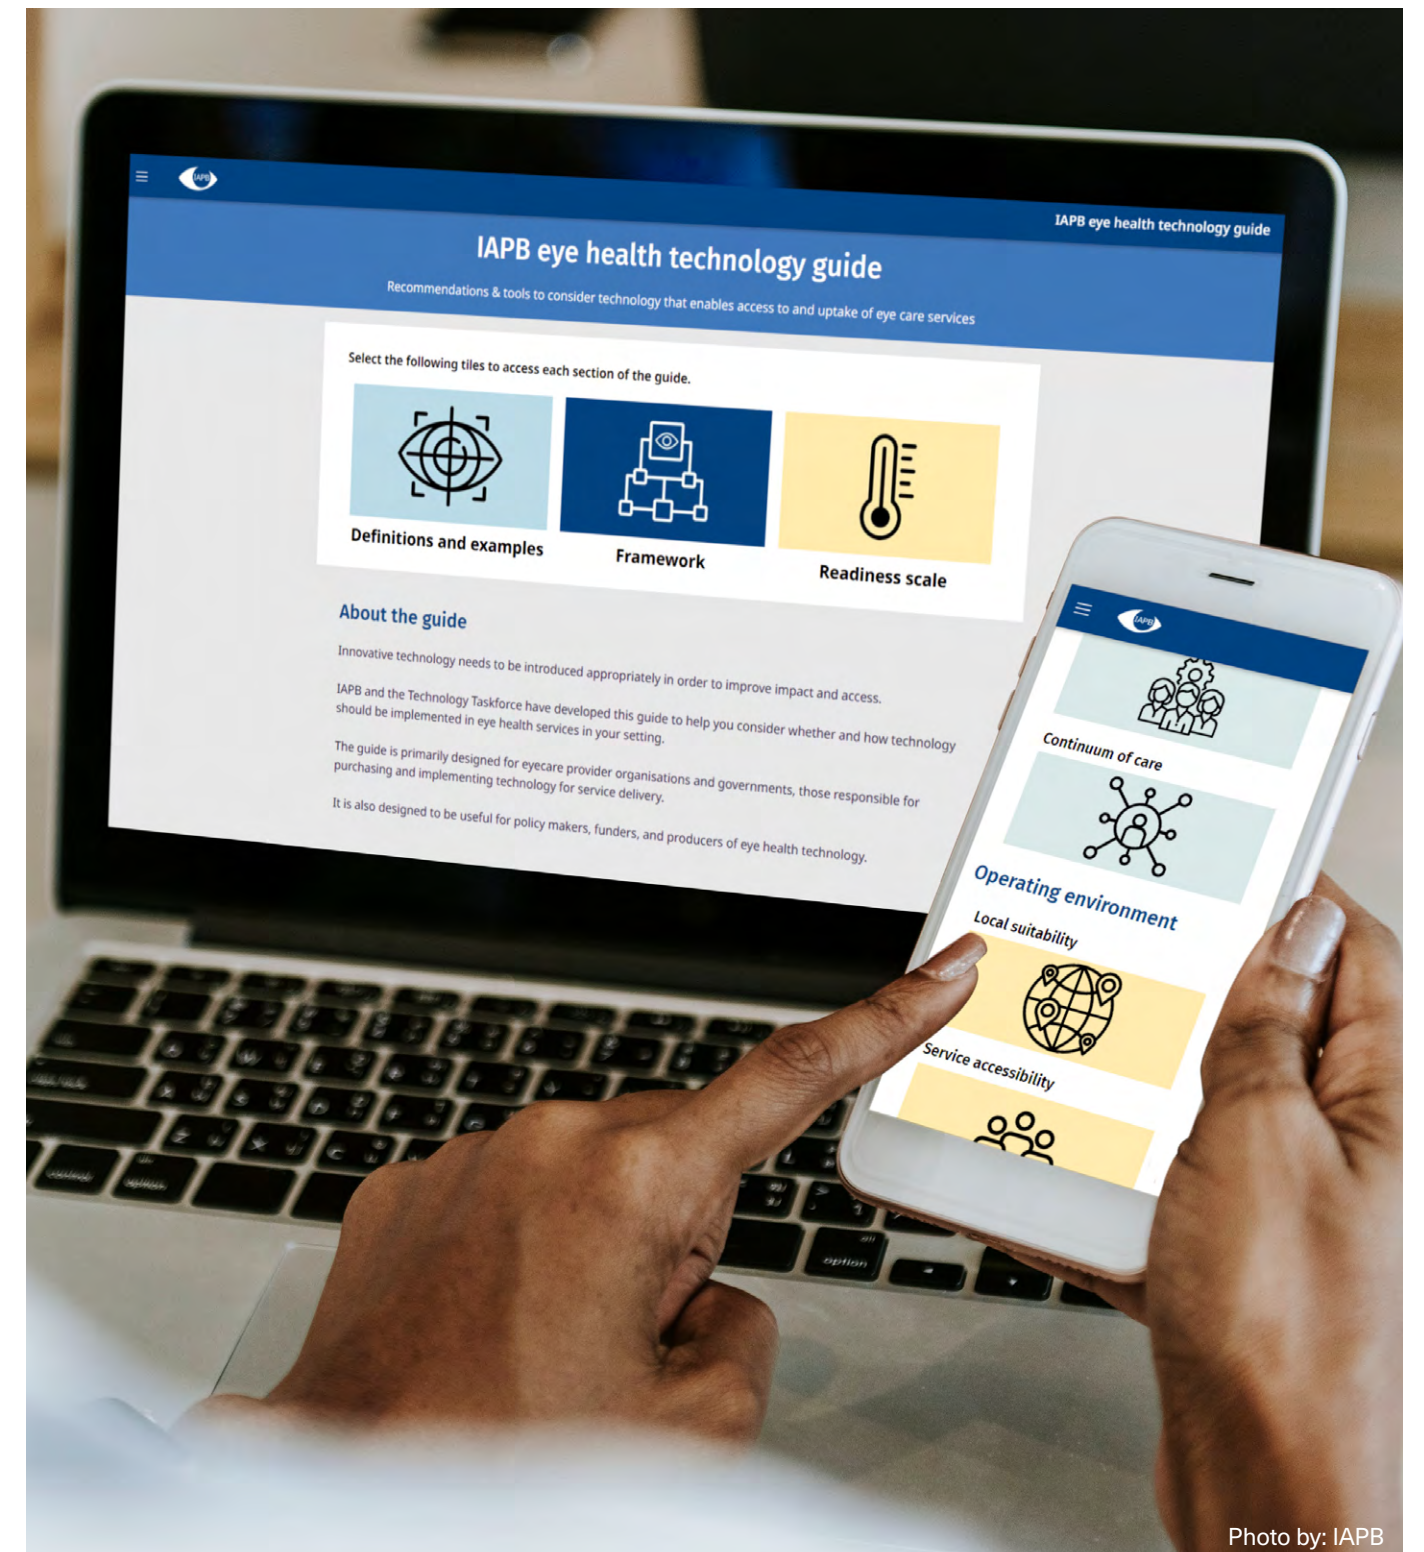 IAPB
IAPB eye health technology guide
IAPB eye health technology guide
Recommendations & tools to consider technology that enables access to and uptake of eye care services
Select the following tiles to access each section of the guide.
Definitions and examples
Framework
Readiness scale
About the guide
Innovative technology needs to be introduced appropriately in order to improve impact and access.
IAPB and the Technology Taskforce have developed this guide to help you consider whether and how technology
should be implemented in eye health services in your setting.
The guide is primarily designed for eyecare provider organisations and governments, those responsible for
purchasing and implementing technology for service delivery.
It is also designed to be useful for policy makers, funders, and producers of eye health technology.
IAPB
Continuum of care
Operating environment
Local suitability
Service accessibility
option
Photo by: IAPB